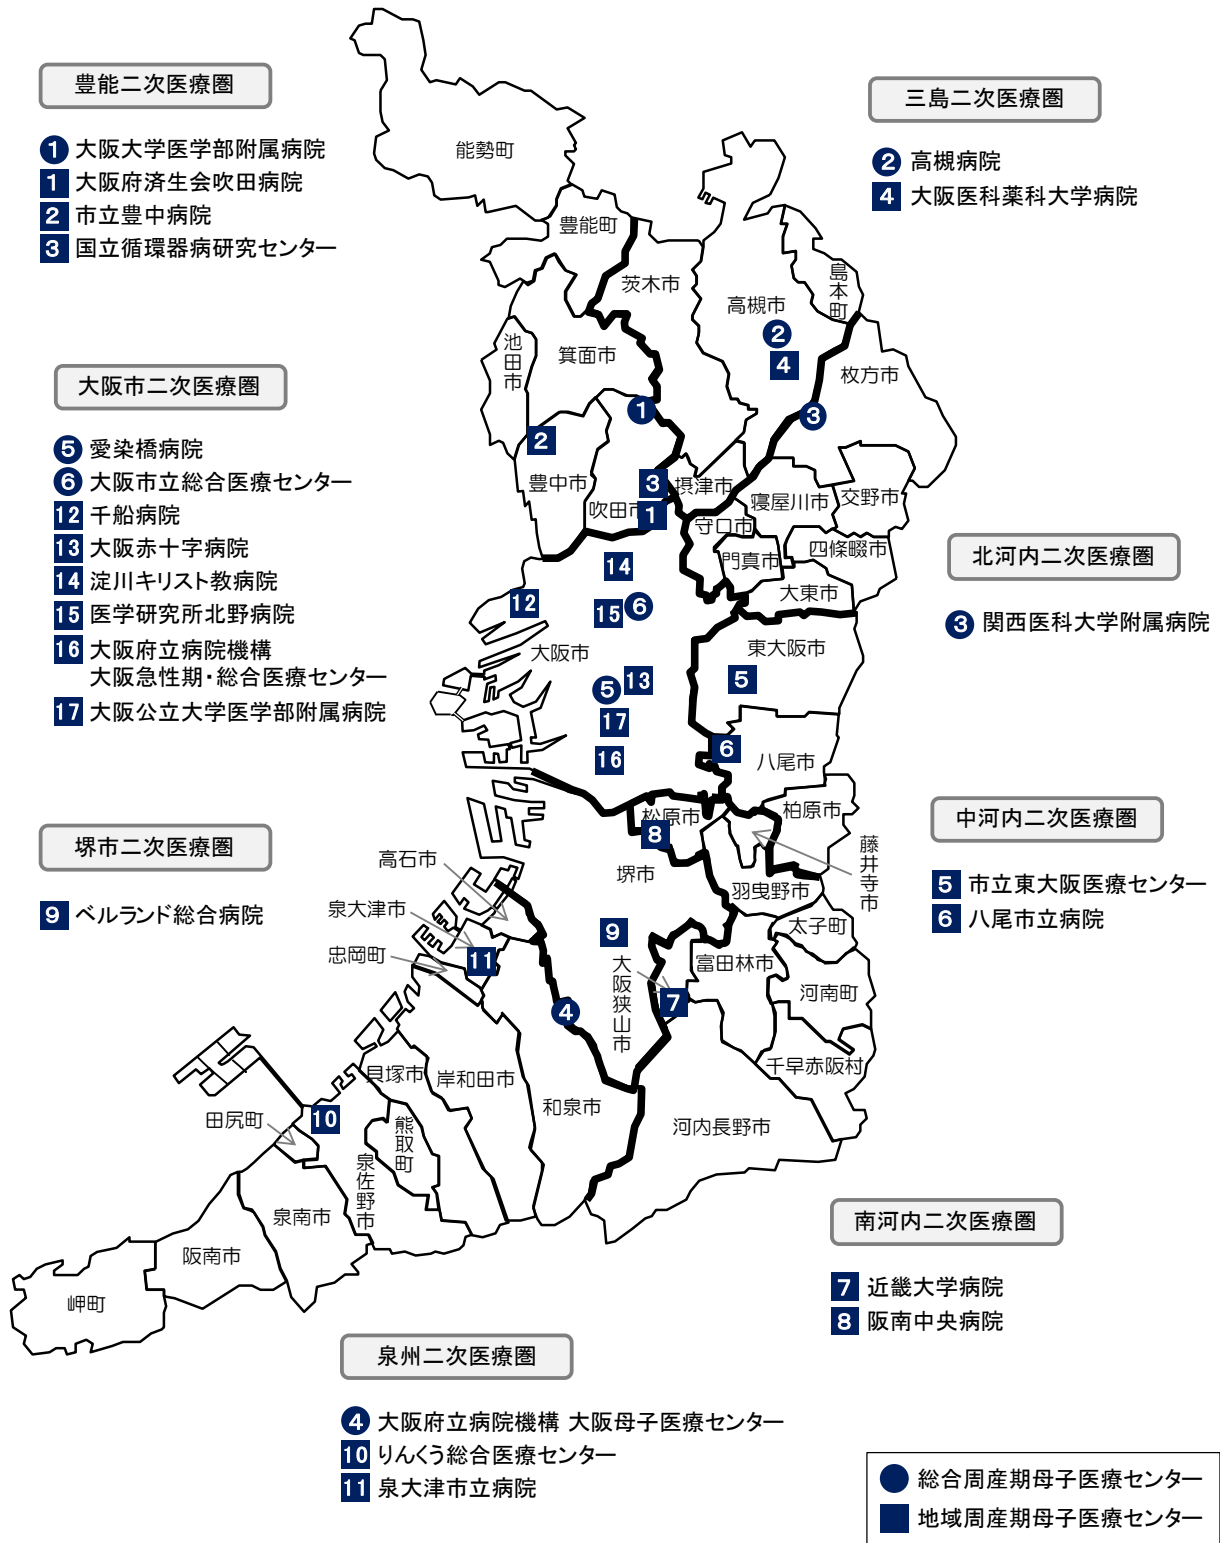 豊能二次医療圏
1 大阪大学医学部附属病院
1 大阪府済生会吹田病院
2 市立豊中病院
3 国立循環器病研究センター
三島二次医療圏
2 高槻病院
4 大阪医科薬科大学病院
大阪市二次医療圏
5 愛染橋病院
6 大阪市立総合医療センター
12 千船病院
13 大阪赤十字病院
14 淀川キリスト教病院
15 医学研究所北野病院
16 大阪府立病院機構
大阪急性期・総合医療センター
17 大阪公立大学医学部附属病院
北河内二次医療圏
3 関西医科大学附属病院
堺市二次医療圏
9 ベルランド総合病院
中河内二次医療圏
5 市立東大阪医療センター
6 八尾市立病院
南河内二次医療圏
7 近畿大学病院
8 阪南中央病院
泉州二次医療圏
4 大阪府立病院機構 大阪母子医療センター
10 りんくう総合医療センター
11 泉大津市立病院
総合周産期母子医療センター
地域周産期母子医療センター
能勢町
豊能町
茨木市
高槻市
島本町
2
4
池田市
箕面市
枚方市
1
3
2
豊中市
3
摂津市
吹田市
1
寝屋川市
交野市
守口市
門真市
四條畷市
大東市
14
12
15
6
大阪市
東大阪市
13
5
5
17
6
16
八尾市
松原市
8
柏原市
藤井寺市
高石市
堺市
羽曳野市
泉大津市
9
太子町
忠岡町
11
大阪狭山市
富田林市
7
河南町
4
千早赤阪村
貝塚市
岸和田市
和泉市
河内長野市
10
田尻町
熊取町
泉佐野市
泉南市
阪南市
岬町